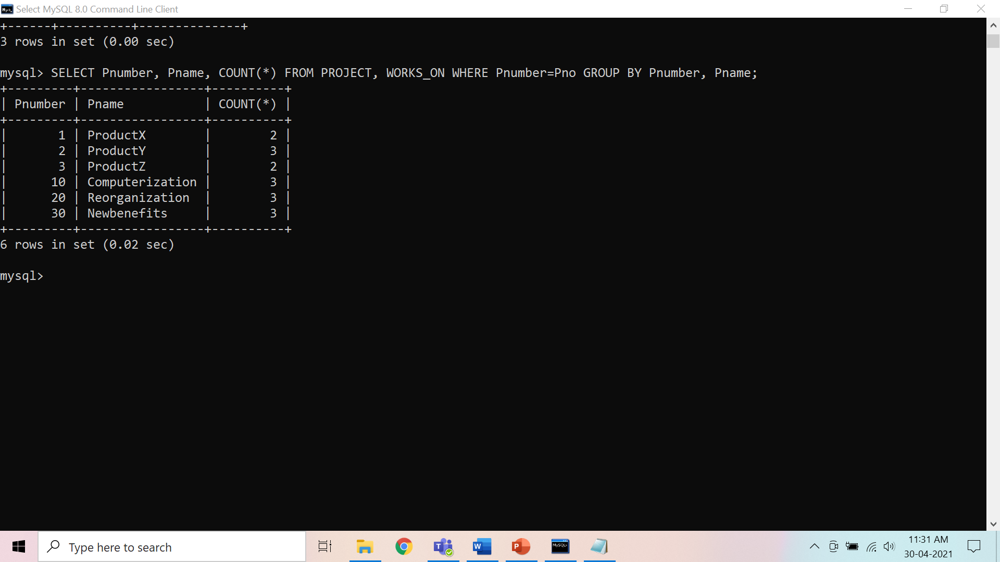 Select MySQL 8.0 Command Line Client
+------+----------+--------------+
3 rows in set (0.00 sec)
mysql> SELECT Pnumber, Pname, COUNT(*) FROM PROJECT, WORKS_ON WHERE Pnumber=Pno GROUP BY Pnumber, Pname;
+---------+-----------------+----------+
| Pnumber | Pname           | COUNT(*) |
+---------+-----------------+----------+
|       1 | ProductX        |        2 |
|       2 | ProductY        |        3 |
|       3 | ProductZ        |        2 |
|      10 | Computerization |        3 |
|      20 | Reorganization  |        3 |
|      30 | Newbenefits     |        3 |
+---------+-----------------+----------+
6 rows in set (0.02 sec)
mysql>
Type here to search
11:31 AM
30-04-2021